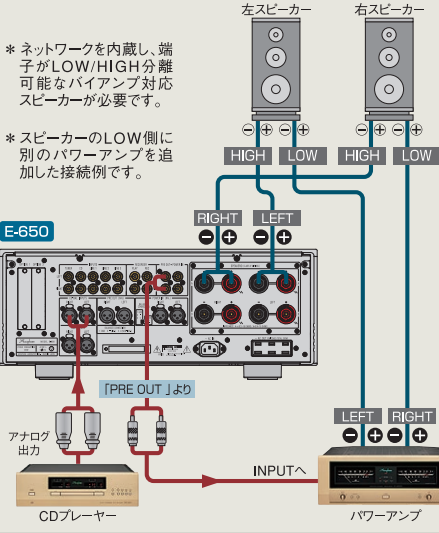 左スピーカー
右スピーカー
＊ネットワークを内蔵し、端
子がLOW/HIGH分離
可能なバイアンプ対応
スピーカーが必要です。
＊スピーカーのLOW側に
別のパワーアンプを追
加した接続例です。
⊖⊕ ⊖⊕ ⊖⊕ ⊖⊕
HIGH LOW HIGH LOW
RIGHT LEFT
E-650
「PRE OUT」より
アナログ
出力
LEFT RIGHT
INPUTへ
CDプレーヤー
パワーアンプ